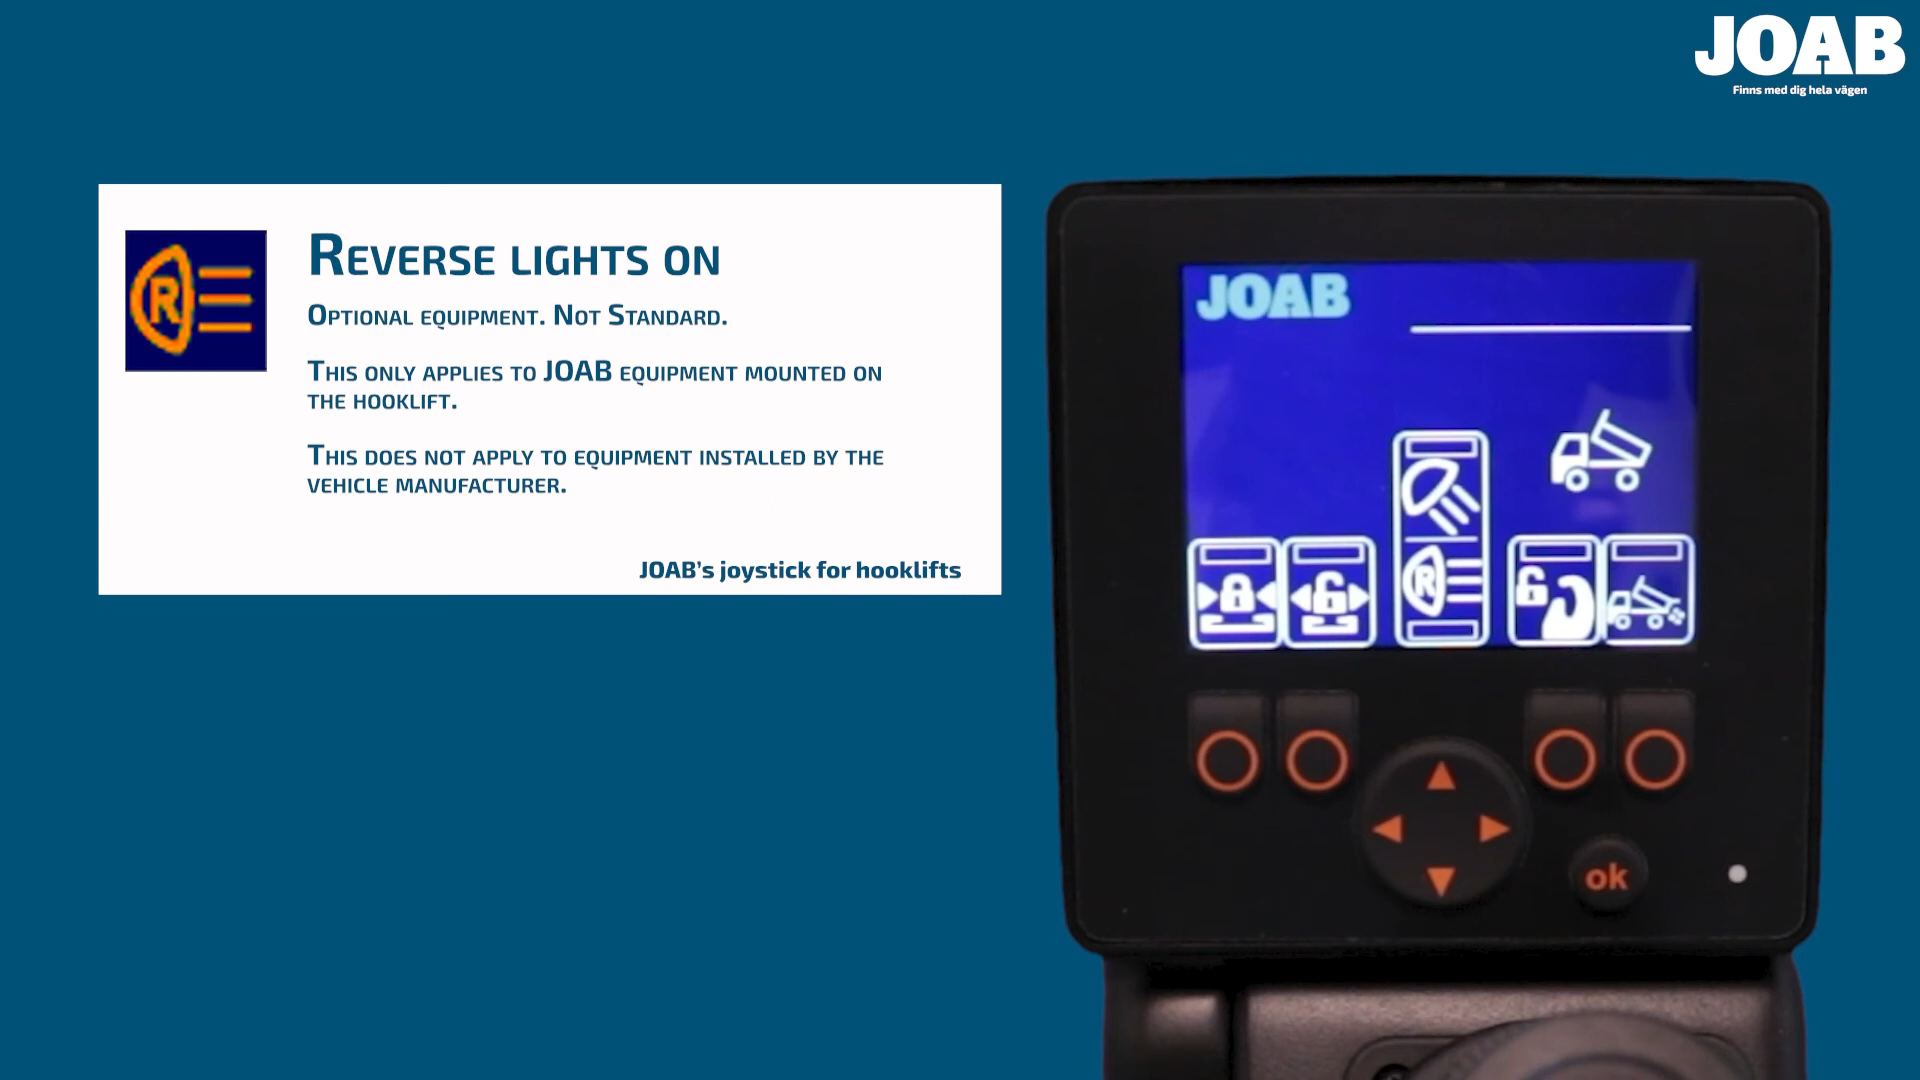 JOAB
Finns med dig hela vägen
R
Reverse lights on
Optional equipment. Not Standard.
This only applies to JOAB equipment mounted on
the hooklift.
This does not apply to equipment installed by the
vehicle manufacturer.
JOAB's joystick for hooklifts
JOAB
R
ok